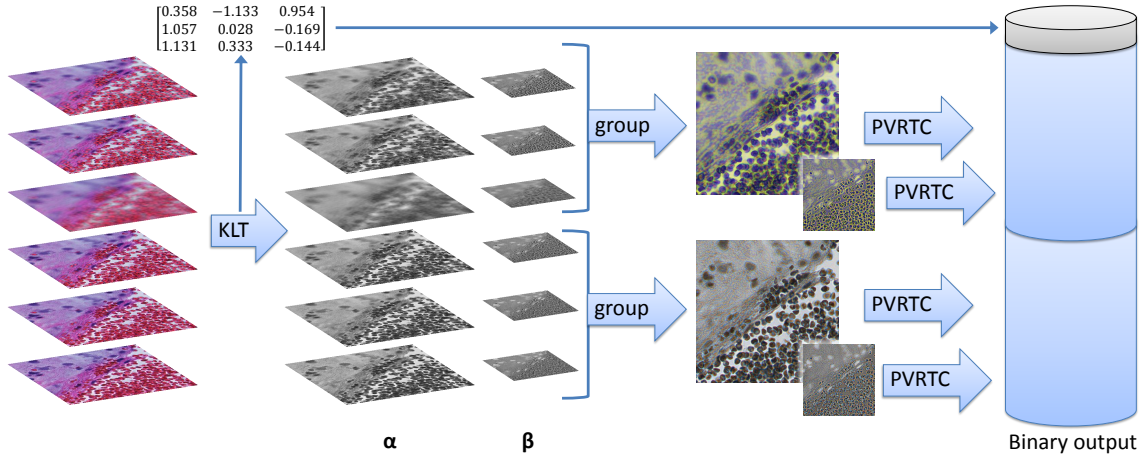 0.358 −1.133 0.954
1.057 0.028 −0.169
1.131 0.333 −0.144
KLT
group
group
PVRTC
PVRTC
PVRTC
PVRTC
α β
Binary output